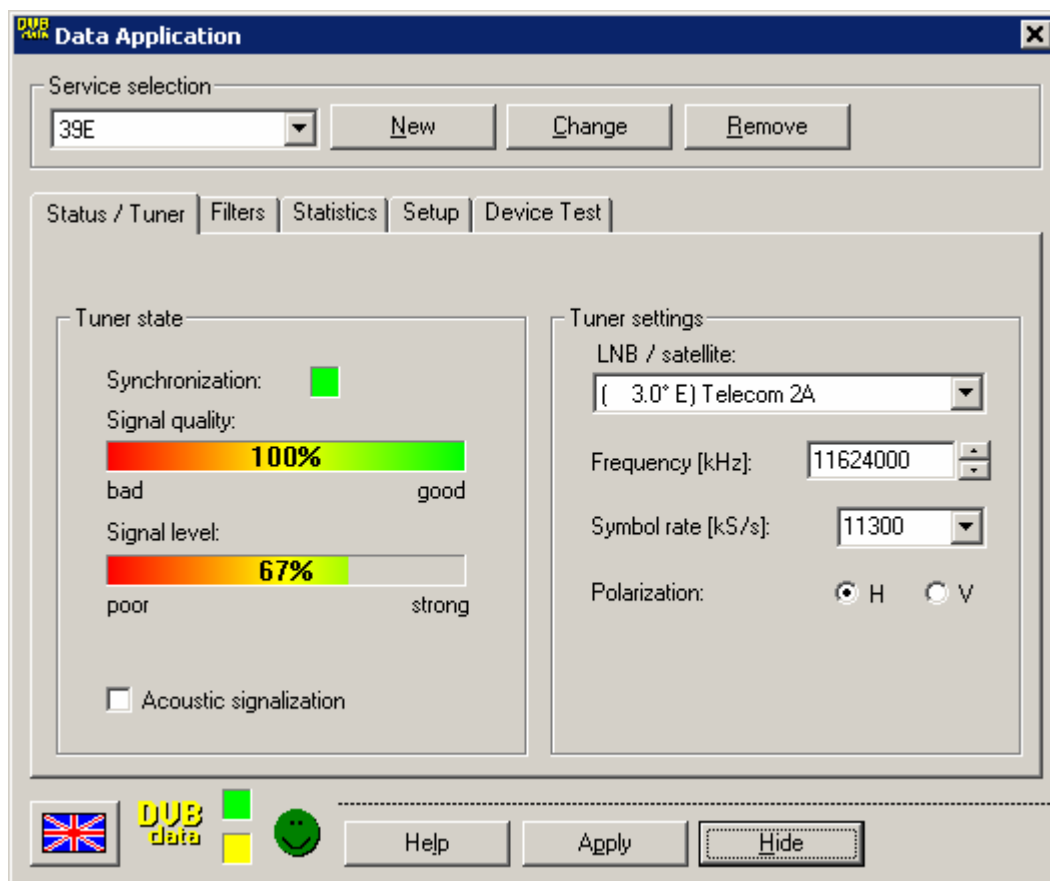 DVB data Data Application
Service selection
39E New Change Remove
Status / Tuner Filters Statistics Setup Device Test
Tuner state
Synchronization:
Signal quality:
100%
bad good
Signal level:
67%
poor strong
Acoustic signalization
Tuner settings
LNB / satellite:
( 3.0° E) Telecom 2A
Frequency [kHz]: 11624000
Symbol rate [kS/s]: 11300
Polarization: H V
DVB
data
Help Apply Hide